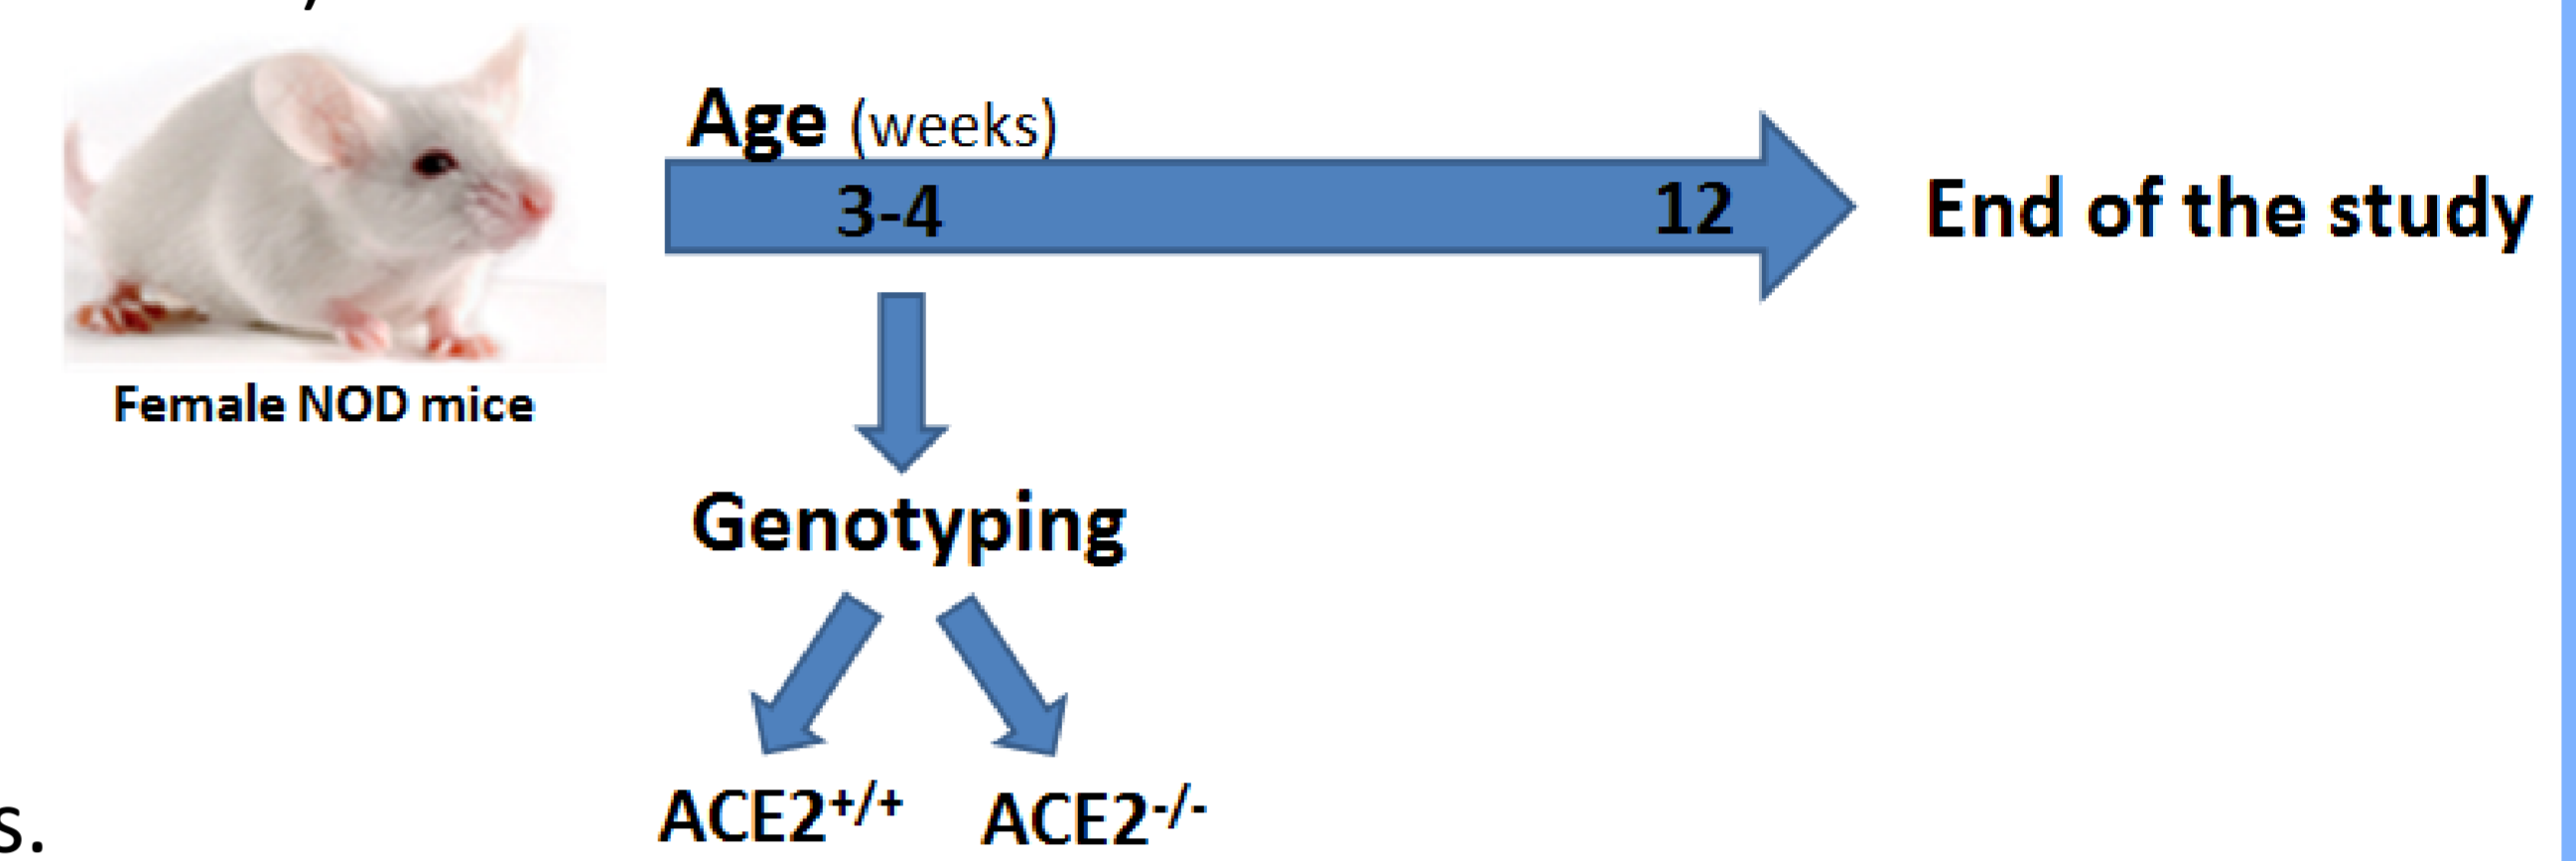 Age (weeks)
3-4 12 End of the study
Female NOD mice
Genotyping
ACE2+/+ ACE2-/-
s.